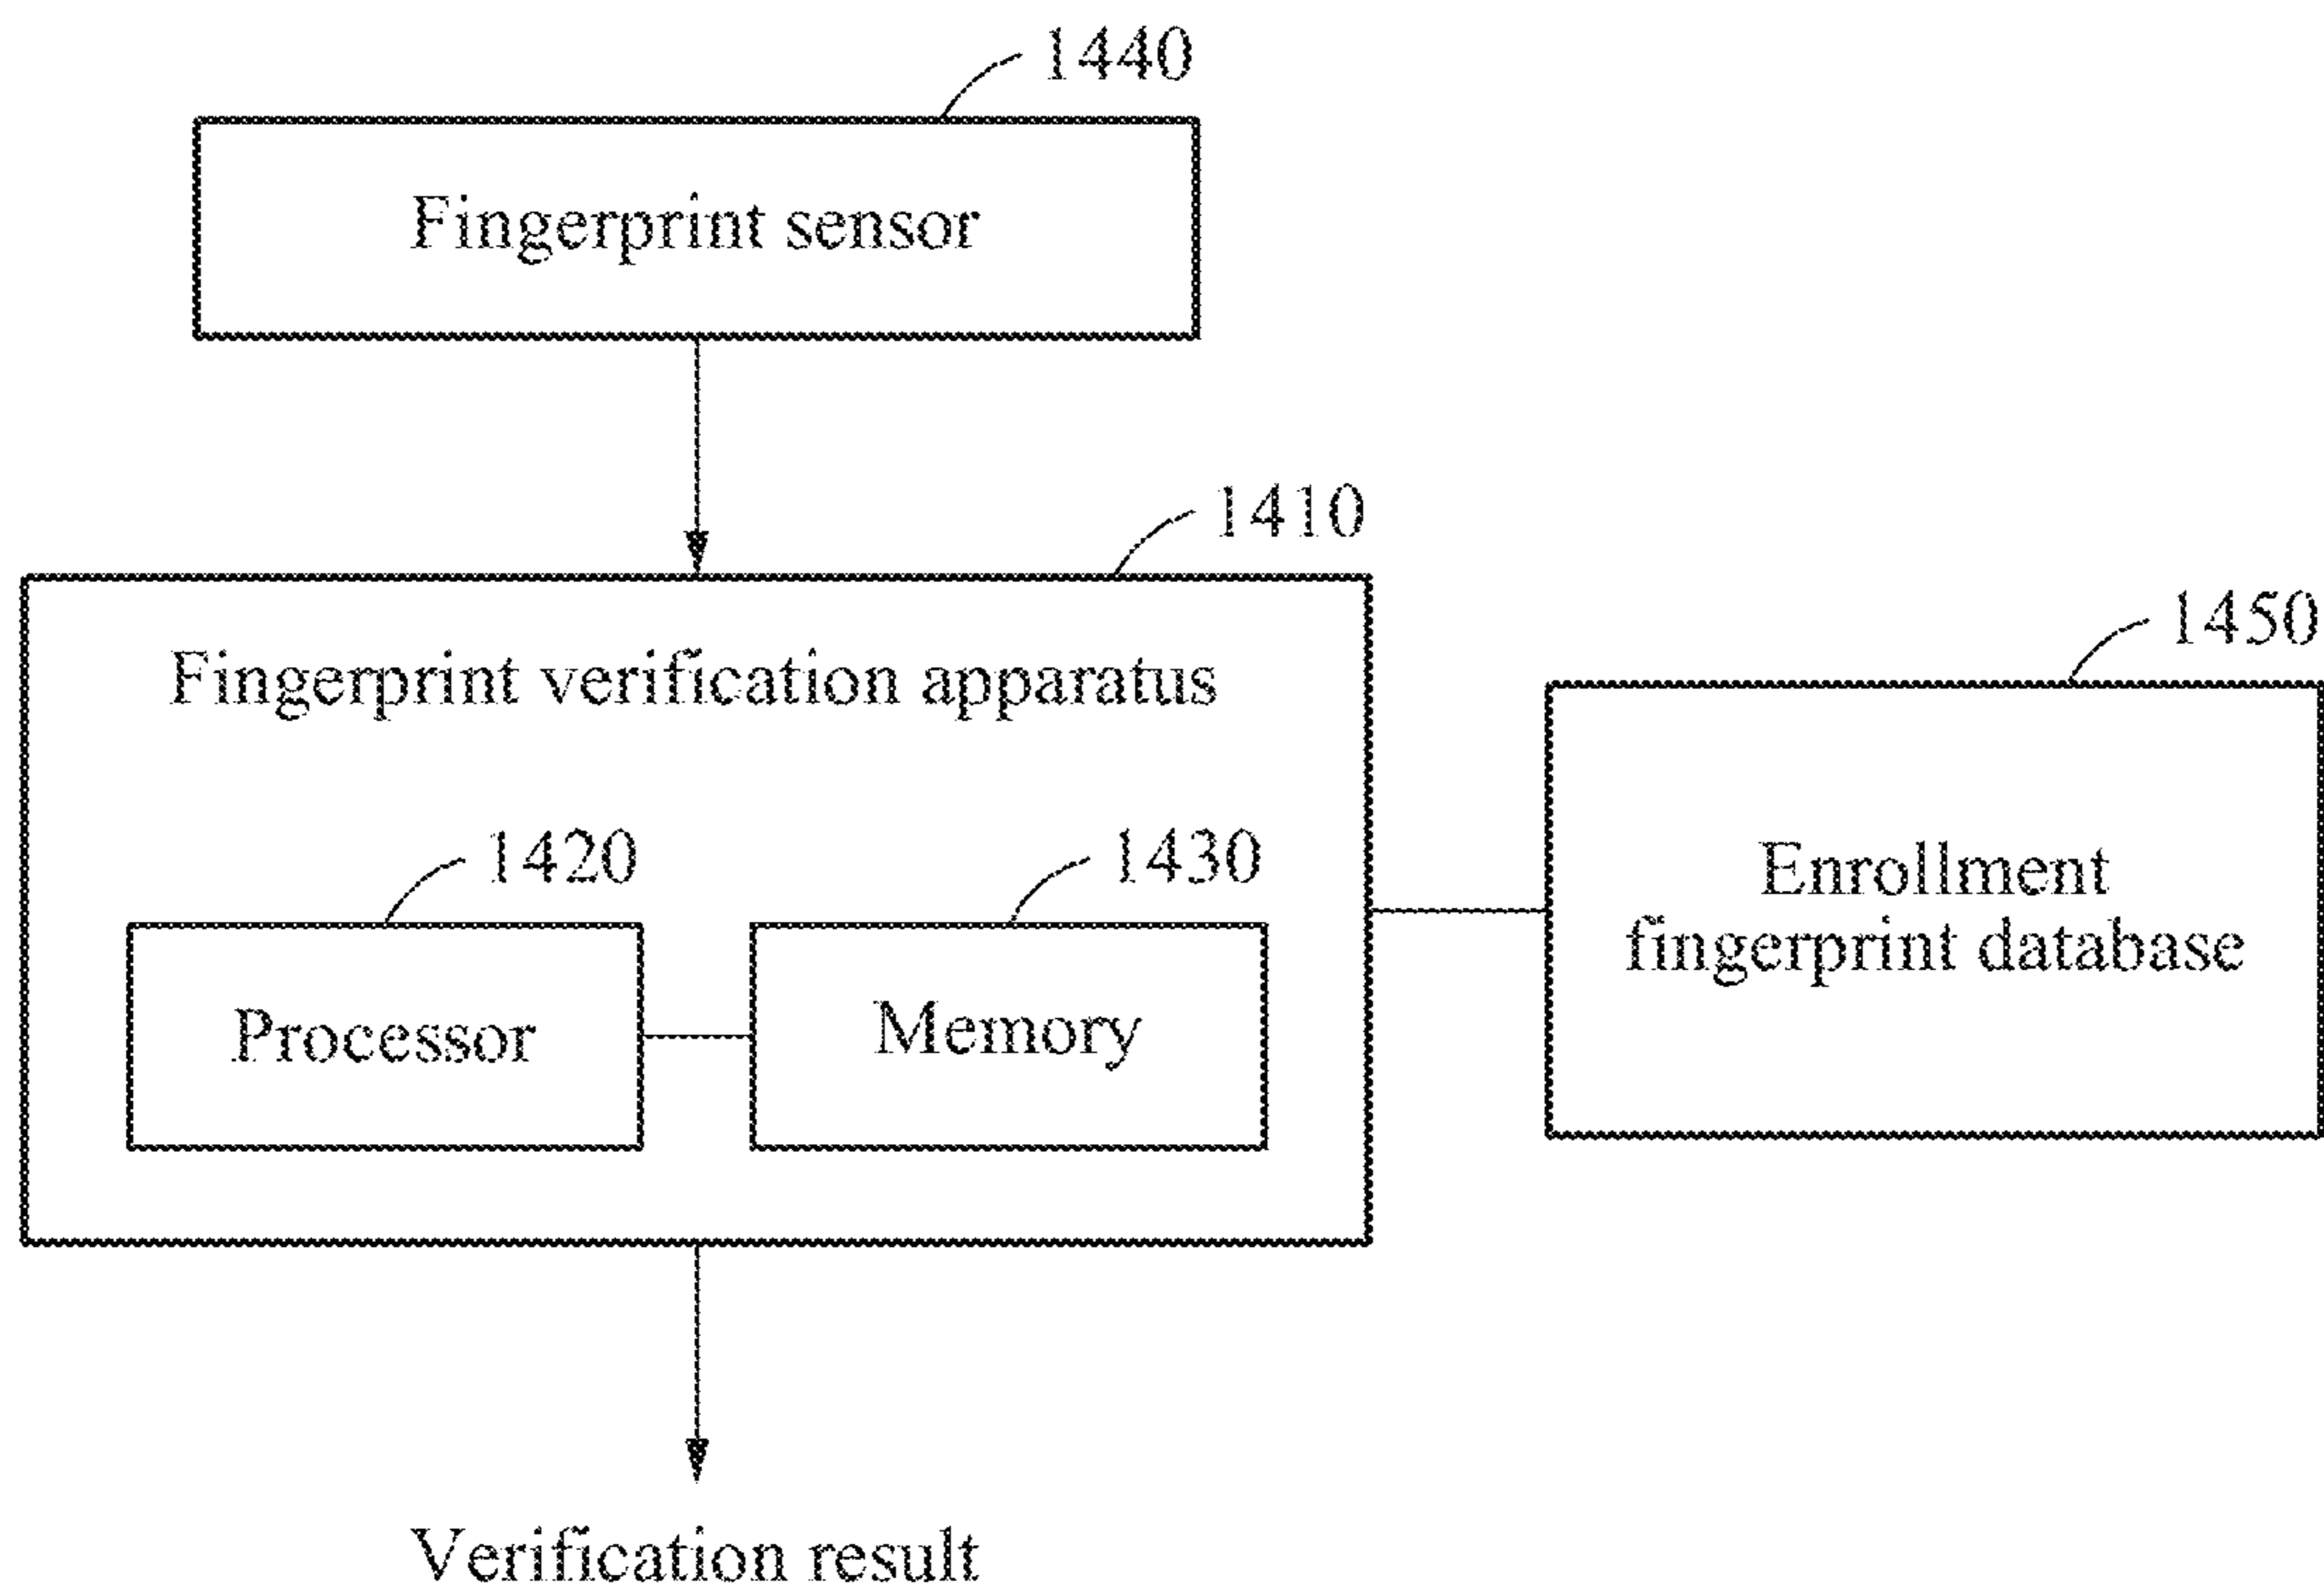 1440
Fingerprint sensor
1410
Fingerprint verification apparatus
1450
Enrollment
fingerprint database
1420
1430
Processor
Memory
Verification result